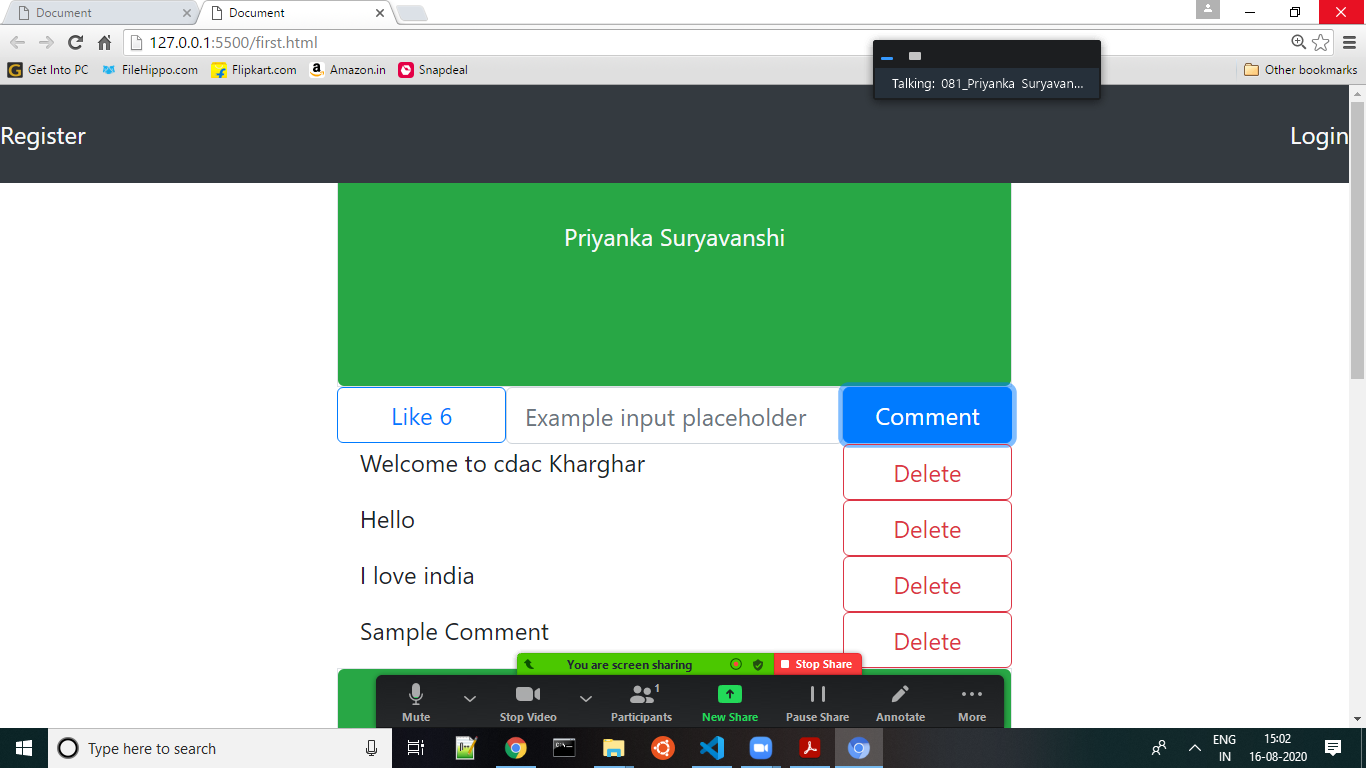 Document
Document
127.0.0.1:5500/first.html
Get Into PC
FileHippo.com
Flipkart.com
Amazon.in
Snapdeal
Other bookmarks
Talking: 081_Priyanka Suryavan...
Register
Login
Priyanka Suryavanshi
Like 6
Example input placeholder
Comment
Welcome to cdac Kharghar
Delete
Hello
Delete
I love india
Delete
Sample Comment
Delete
You are screen sharing
Stop Share
Mute
Stop Video
1
Participants
New Share
Pause Share
Annotate
More
Type here to search
ENG
IN
15:02
16-08-2020